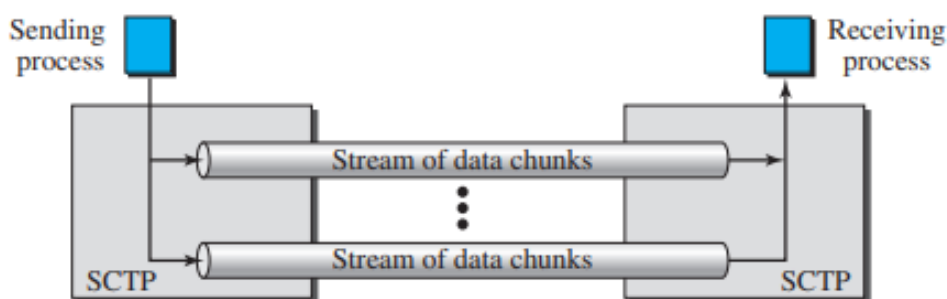 Sending
process
Receiving
process
Stream of data chunks
Stream of data chunks
SCTP
SCTP